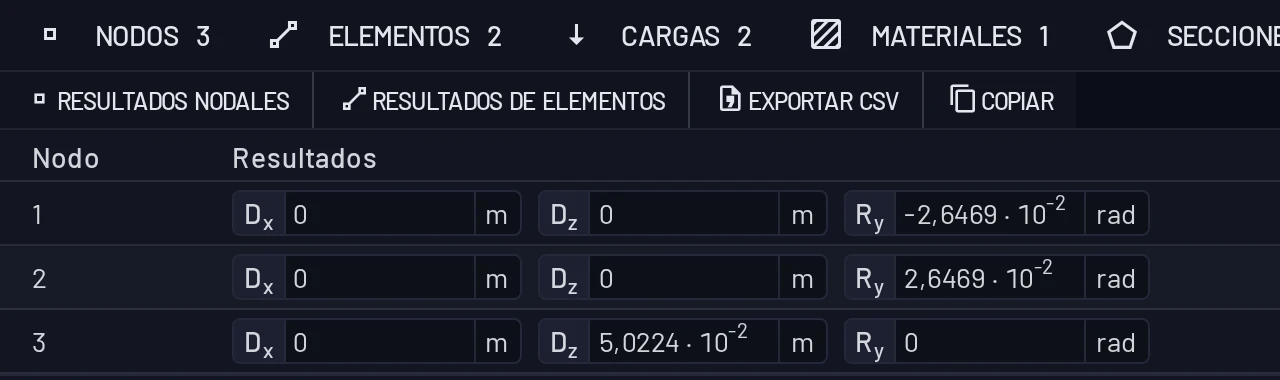 NODOS 3 ELEMENTOS 2 CARGAS 2 MATERIALES 1 SECCIONE
RESULTADOS NODALES RESULTADOS DE ELEMENTOS EXPORTAR CSV COPIAR
Nodo Resultados
1 Dx 0 m Dz 0 m Ry -2,6469 · 10^-2 rad
2 Dx 0 m Dz 0 m Ry 2,6469 · 10^-2 rad
3 Dx 0 m Dz 5,0224 · 10^-2 m Ry 0 rad